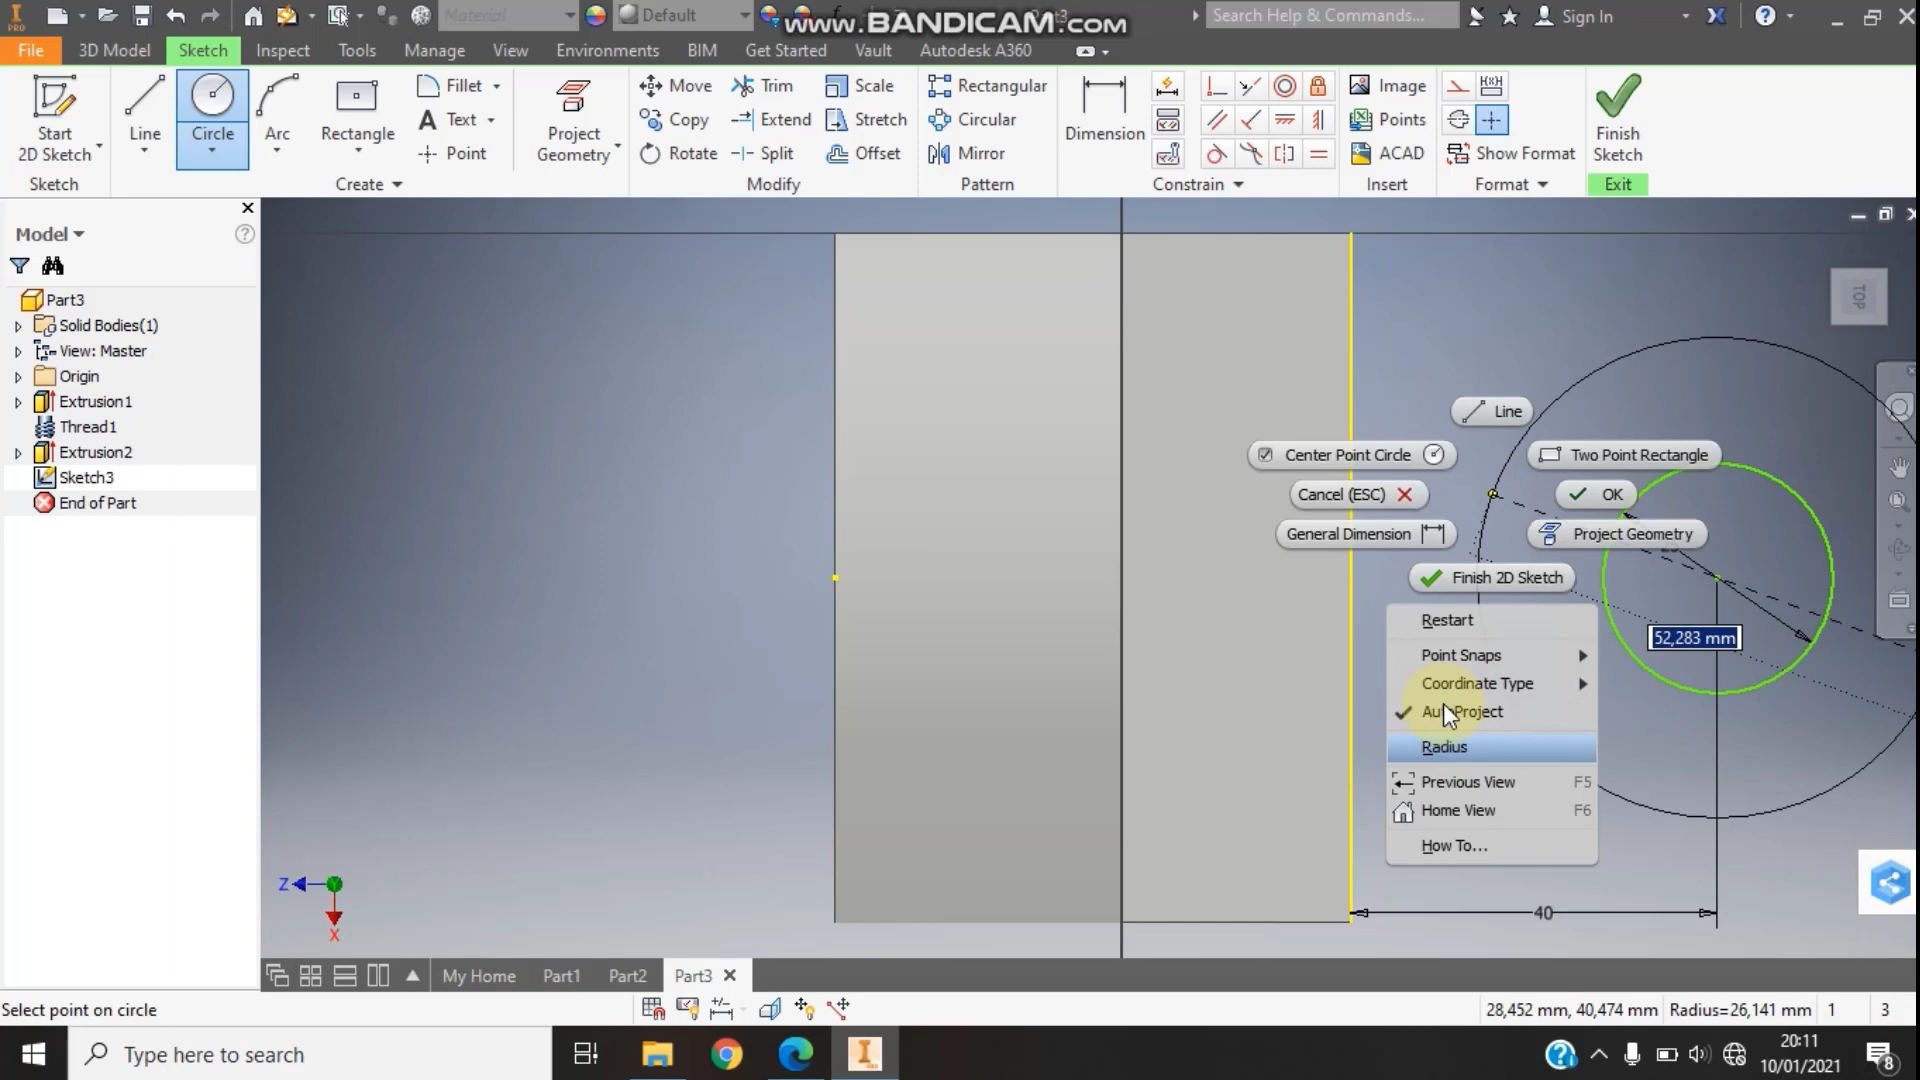 PRO
Material
Default
www.BANDICAM.com
Search Help & Commands...
Sign In
File
3D Model
Sketch
Inspect
Tools
Manage
View
Environments
BIM
Get Started
Vault
Autodesk A360
Start
2D Sketch
Line
Circle
Arc
Rectangle
Fillet
Text
Point
Project
Geometry
Move
Copy
Rotate
Trim
Extend
Split
Scale
Stretch
Offset
Rectangular
Circular
Mirror
Dimension
Image
Points
ACAD
Show Format
Finish
Sketch
Sketch
Create
Modify
Pattern
Constrain
Insert
Format
Exit
Model
Part3
Solid Bodies(1)
View: Master
Origin
Extrusion1
Thread1
Extrusion2
Sketch3
End of Part
TOP
Line
Center Point Circle
Two Point Rectangle
Cancel (ESC)
OK
General Dimension
Project Geometry
Finish 2D Sketch
Restart
Point Snaps
Coordinate Type
AutoProject
Radius
Previous View F5
Home View F6
How To...
52,283 mm
40
Z
X
My Home
Part1
Part2
Part3
Select point on circle
28,452 mm, 40,474 mm
Radius=26,141 mm
1
3
Type here to search
20:11
10/01/2021
8